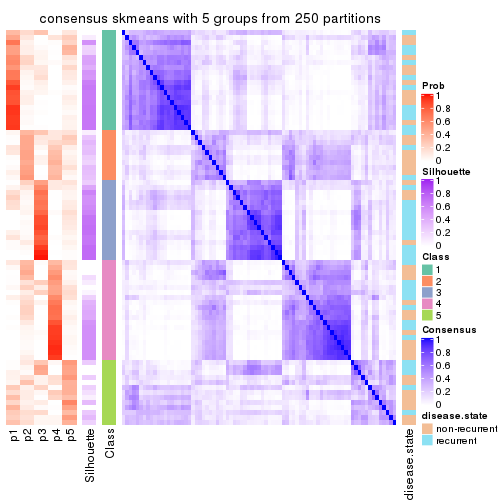 consensus skmeans with 5 groups from 250 partitions
p1
p2
p3
p4
p5
Silhouette
Class
disease.state
Prob
1
0.8
0.6
0.4
0.2
0
Silhouette
1
0.8
0.6
0.4
0.2
0
Class
1
2
3
4
5
Consensus
1
0.8
0.6
0.4
0.2
0
disease.state
non-recurrent
recurrent